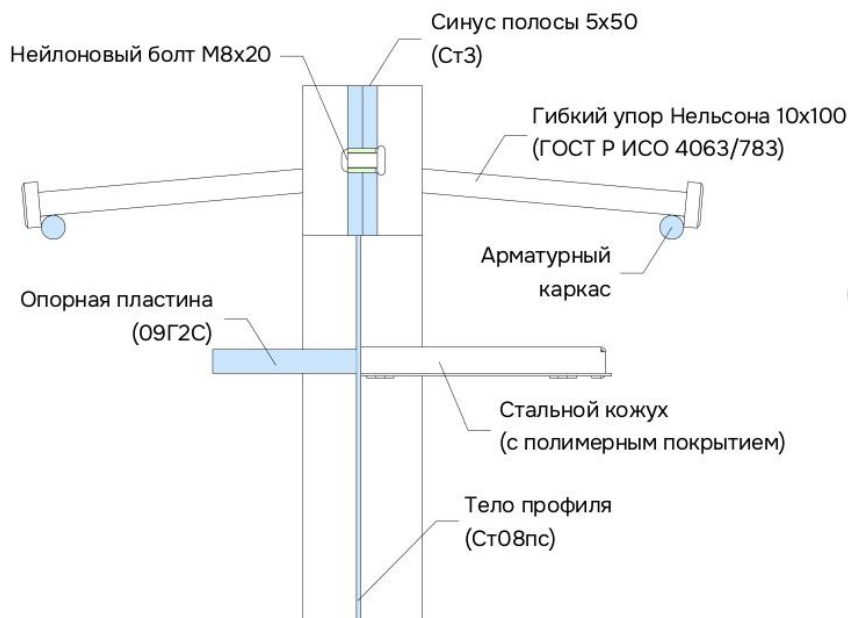 Синус полосы 5х50
(Ст3)
Нейлоновый болт М8х20
Гибкий упор Нельсона 10х100
(ГОСТ Р ИСО 4063/783)
Арматурный
каркас
Опорная пластина
(09Г2С)
Стальной кожух
(с полимерным покрытием)
Тело профиля
(Ст08пс)